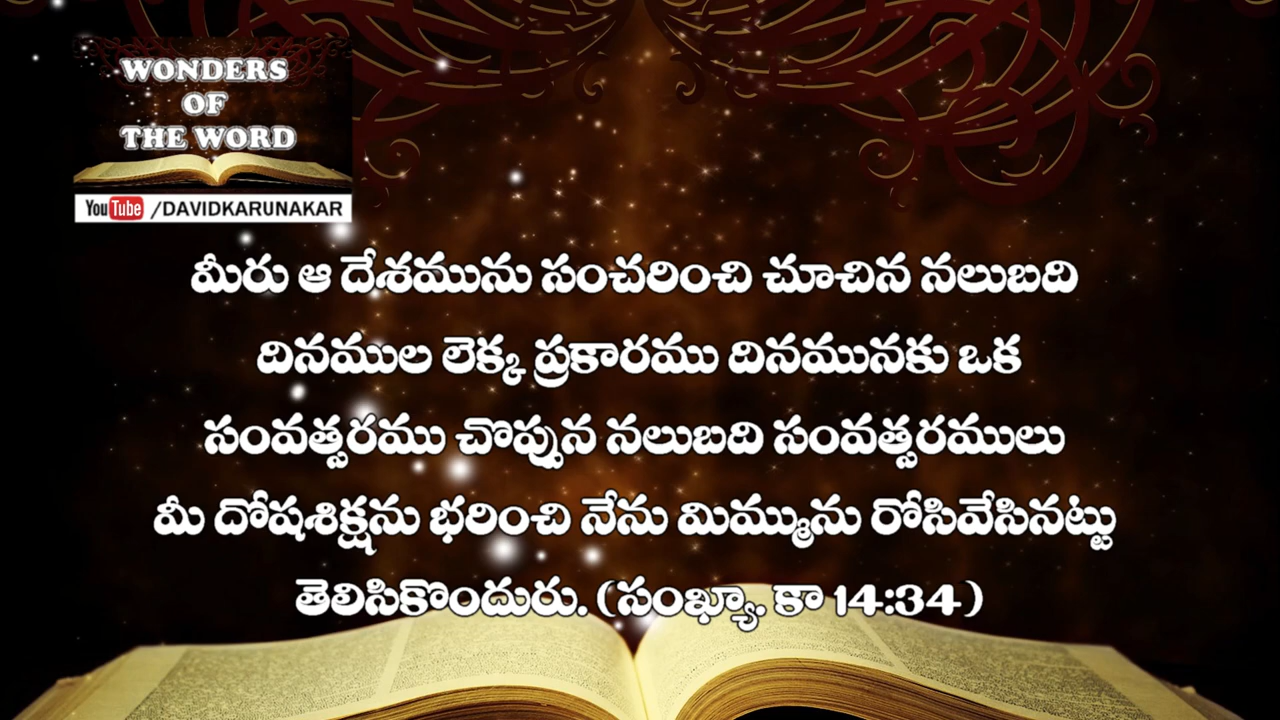 WONDERS
OF
THE WORD
YouTube /DAVIDKARUNAKAR
మీరు ఆ దేశమును సంచరించి చూచిన నలుబది
దినముల లెక్క ప్రకారము దినమునకు ఒక
సంవత్సరము చొప్పున నలుబది సంవత్సరములు
మీ దోషశిక్షను భరించి నేను మిమ్మును రోసివేసినట్టు
తెలిసికొందురు. (సంఖ్యా. కా 14:34)